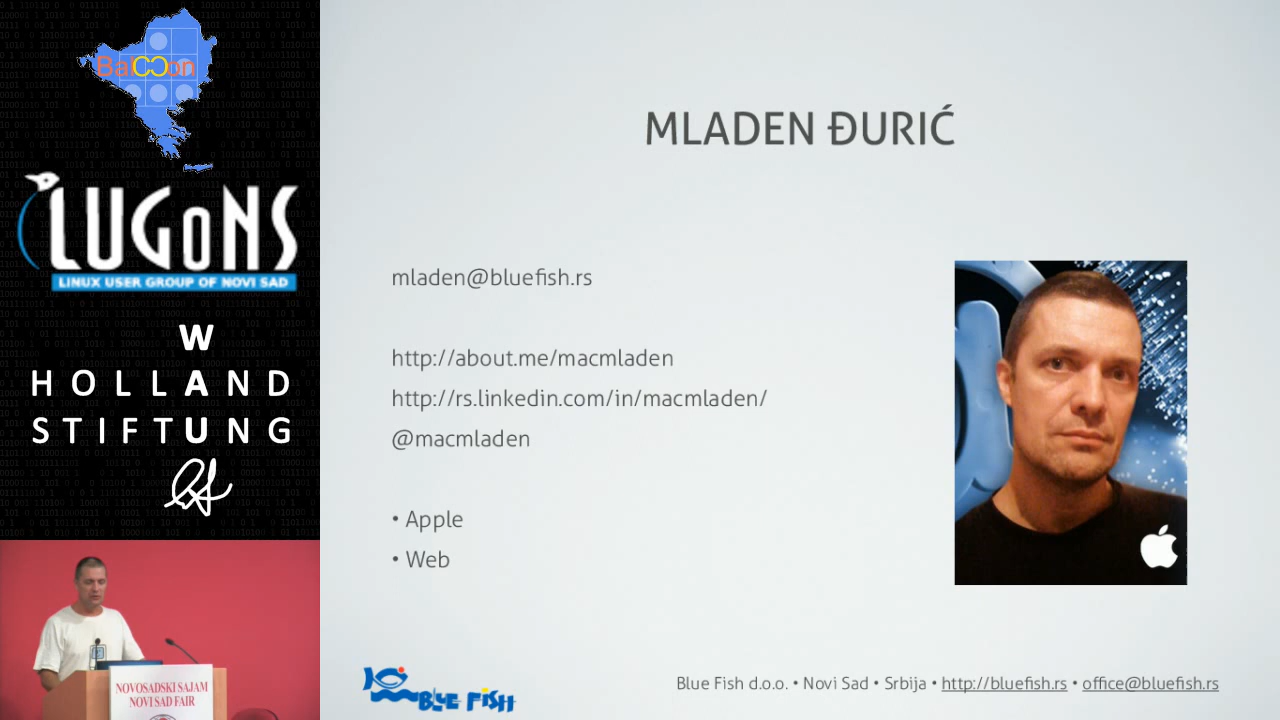 BalCCon
LUGoNS
LINUX USER GROUP OF NOVI SAD
W
HOLLAND
STIFTUNG
NOVOSADSKI SAJAM
NOVI SAD FAIR
MLADEN ĐURIĆ
mladen@bluefish.rs
http://about.me/macmladen
http://rs.linkedin.com/in/macmladen/
@macmladen
• Apple
• Web
BLUE FISH
Blue Fish d.o.o. • Novi Sad • Srbija • http://bluefish.rs • office@bluefish.rs